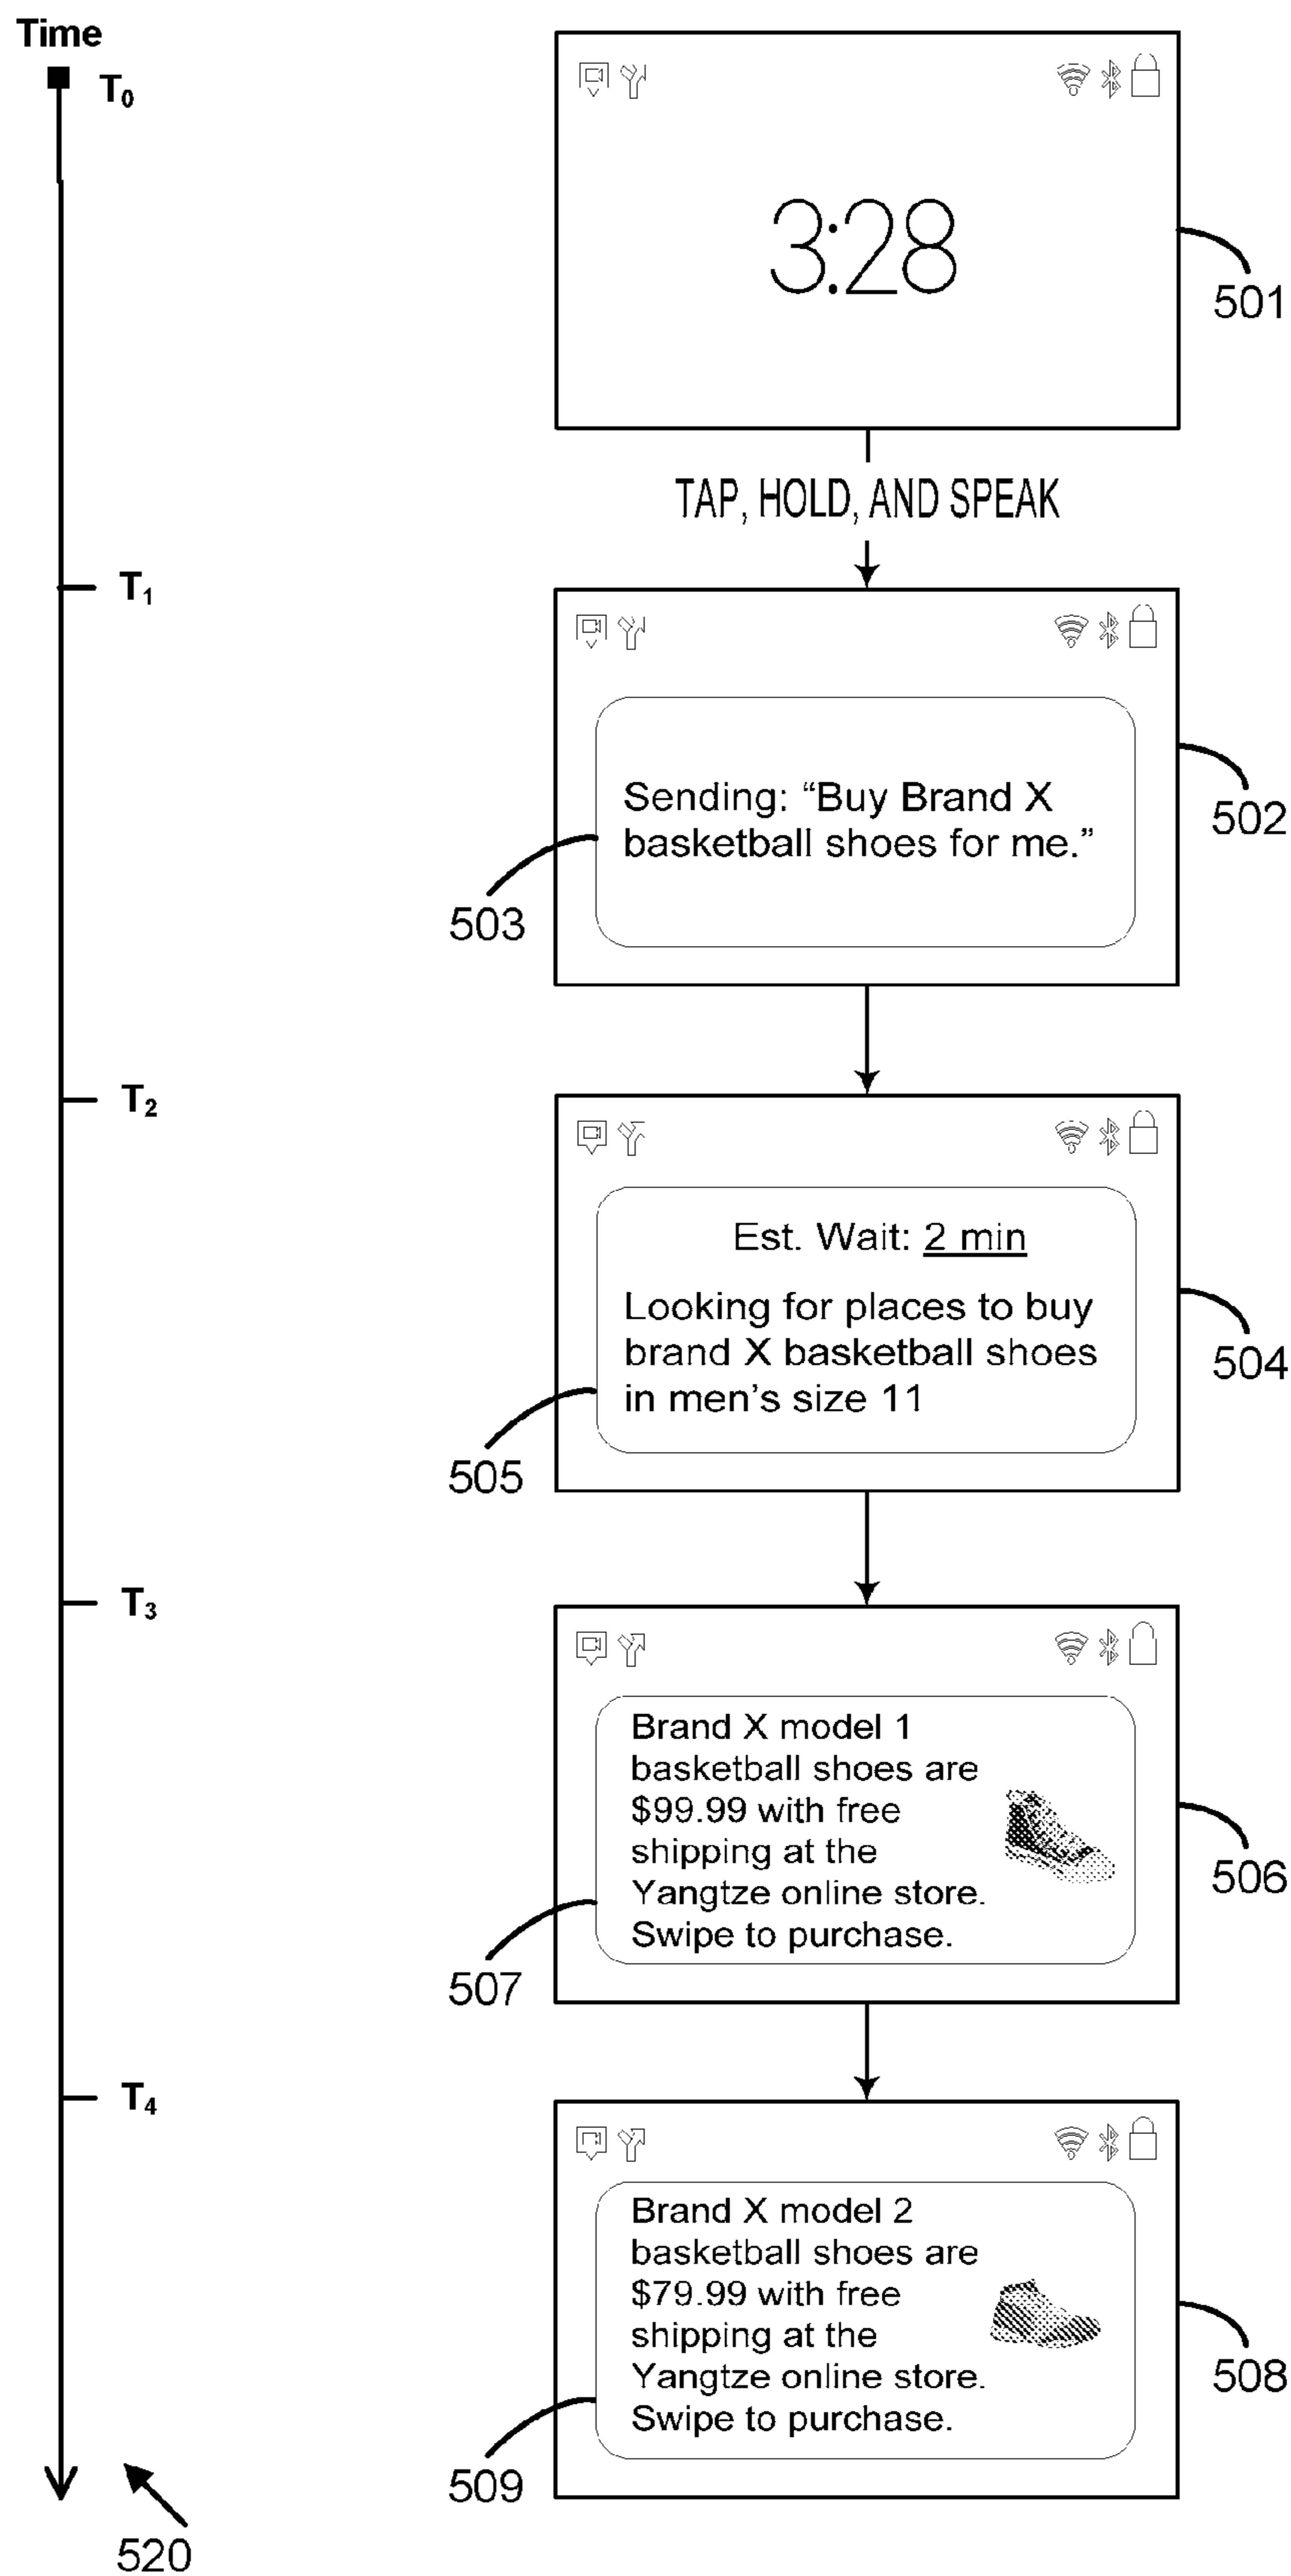 Time
T₀
3:28
501
TAP, HOLD, AND SPEAK
T₁
Sending: “Buy Brand X
basketball shoes for me.”
502
503
T₂
Est. Wait: 2 min
Looking for places to buy
brand X basketball shoes
in men’s size 11
504
505
T₃
Brand X model 1
basketball shoes are
$99.99 with free
shipping at the
Yangtze online store.
Swipe to purchase.
506
507
T₄
Brand X model 2
basketball shoes are
$79.99 with free
shipping at the
Yangtze online store.
Swipe to purchase.
508
509
520